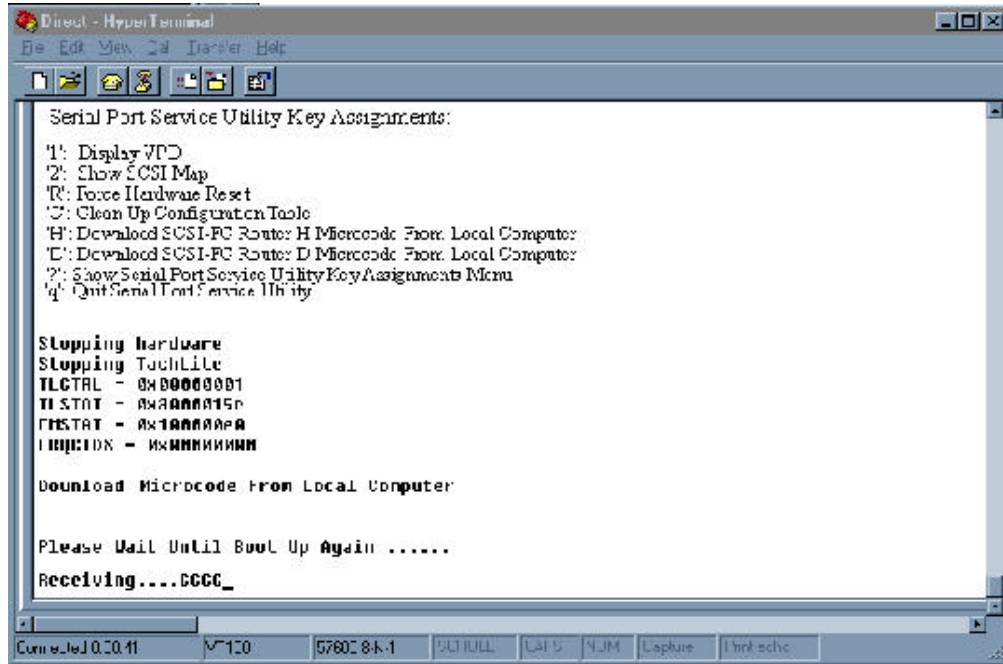 Direct - HyperTerminal
File Edit View Call Transfer Help
Serial Port Service Utility Key Assignments:
'1': Display VPD
'2': Show SCSI Map
'R': Force Hardware Reset
'C': Clean Up Configuration Table
'H': Download SCSI-FC Router H Microcode From Local Computer
'D': Download SCSI-FC Router D Microcode From Local Computer
'?': Show Serial Port Service Utility Key Assignments Menu
'q': Quit Serial Port Service Utility
Stopping hardware
Stopping TachLite
TLCTRL - 0x00000001
TLSTAT -
FMSTAT -
Download Microcode From Local Computer
Please Wait Until Boot Up Again ......
Receiving....CCCC_
Connected 0:00:41 VT100 57600 8-N-1 SCROLL CAPS NUM Capture Print echo